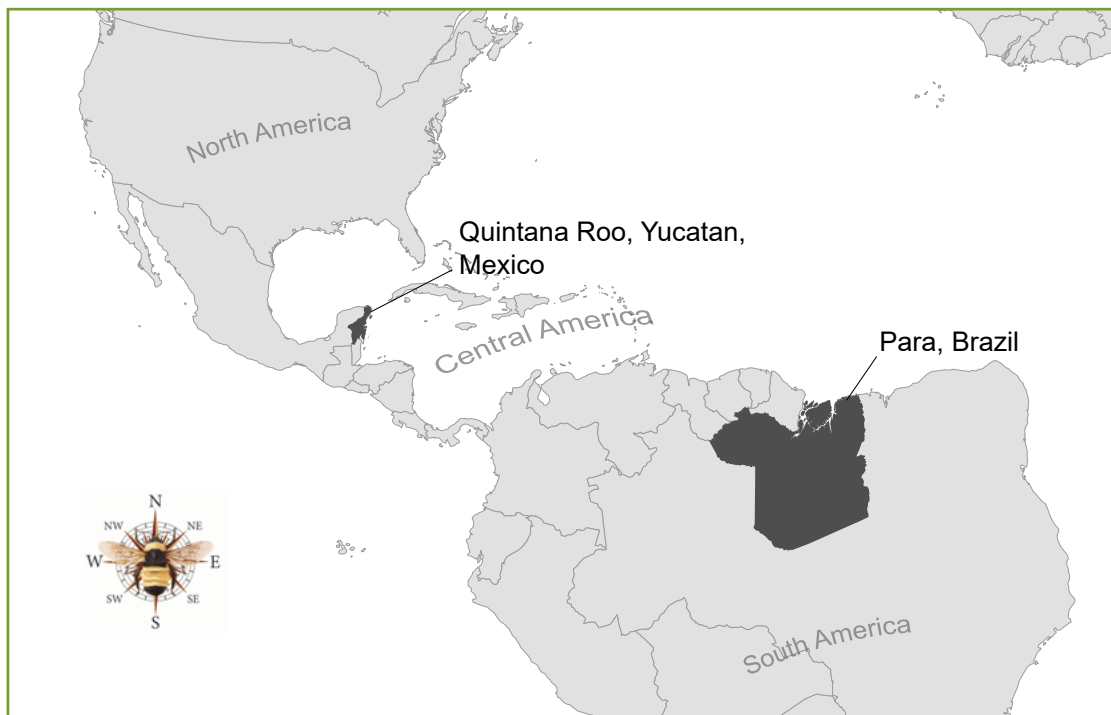 North America
Quintana Roo, Yucatan,
Mexico
Central America
Para, Brazil
N
NW
NE
W
E
SW
SE
S
South America